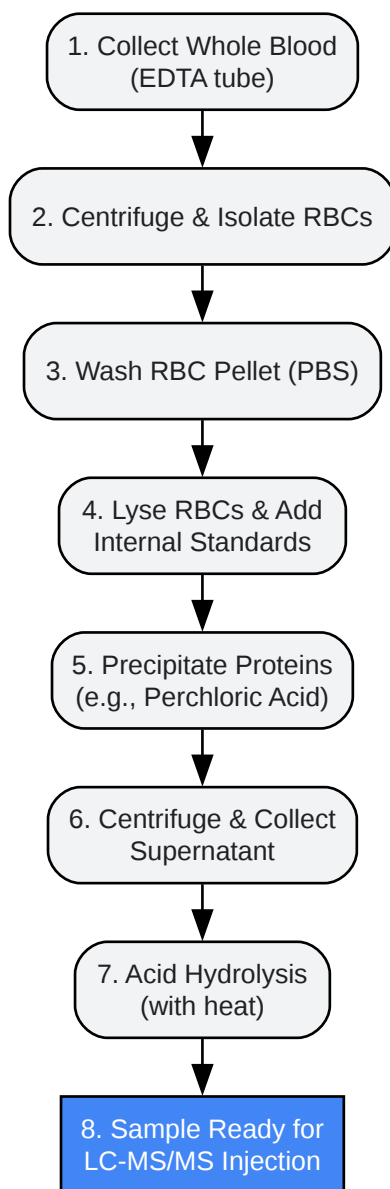 1. Collect Whole Blood
(EDTA tube)
2. Centrifuge & Isolate RBCs
3. Wash RBC Pellet (PBS)
4. Lyse RBCs & Add
Internal Standards
5. Precipitate Proteins
(e.g., Perchloric Acid)
6. Centrifuge & Collect
Supernatant
7. Acid Hydrolysis
(with heat)
8. Sample Ready for
LC-MS/MS Injection